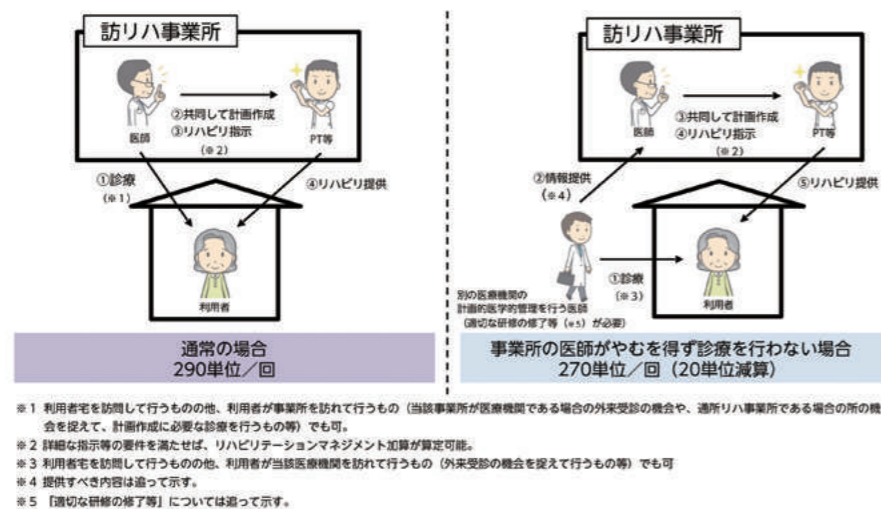 訪リハ事業所
医師
②共同して計画作成
③リハビリ指示
(※2)
PT等
①診療
(※1)
④リハビリ提供
利用者
通常の場合
290単位／回
訪リハ事業所
医師
③共同して計画作成
④リハビリ指示
(※2)
PT等
②情報提供
(※4)
⑤リハビリ提供
①診療
(※3)
別の医療機関の
計画的医学的管理を行う医師
(適切な研修の修了等(※5)が必要)
利用者
事業所の医師がやむを得ず診療を行わない場合
270単位／回（20単位減算）
※1 利用者宅を訪問して行うものの他、利用者が事業所を訪れて行うもの（当該事業所が医療機関である場合の外来受診の機会や、通所リハ事業所である場合の所の機
会を捉えて、計画作成に必要な診療を行うもの等）でも可。
※2 詳細な指示等の要件を満たせば、リハビリテーションマネジメント加算が算定可能。
※3 利用者宅を訪問して行うものの他、利用者が当該医療機関を訪れて行うもの（外来受診の機会を捉えて行うもの等）でも可
※4 提供すべき内容は追って示す。
※5 「適切な研修の修了等」については追って示す。